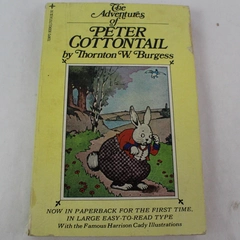 The
Adventures
of
PETER
COTTONTAIL
by Thornton W. Burgess
NOW IN PAPERBACK FOR THE FIRST TIME,
IN LARGE EASY-TO-READ TYPE
With the Famous Harrison Cady Illustrations